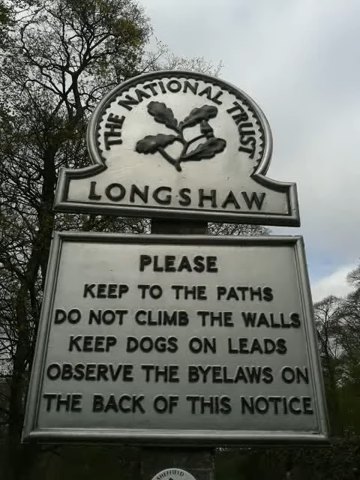 THE NATIONAL TRUST
LONGSHAW
PLEASE
KEEP TO THE PATHS
DO NOT CLIMB THE WALLS
KEEP DOGS ON LEADS
OBSERVE THE BYELAWS ON
THE BACK OF THIS NOTICE